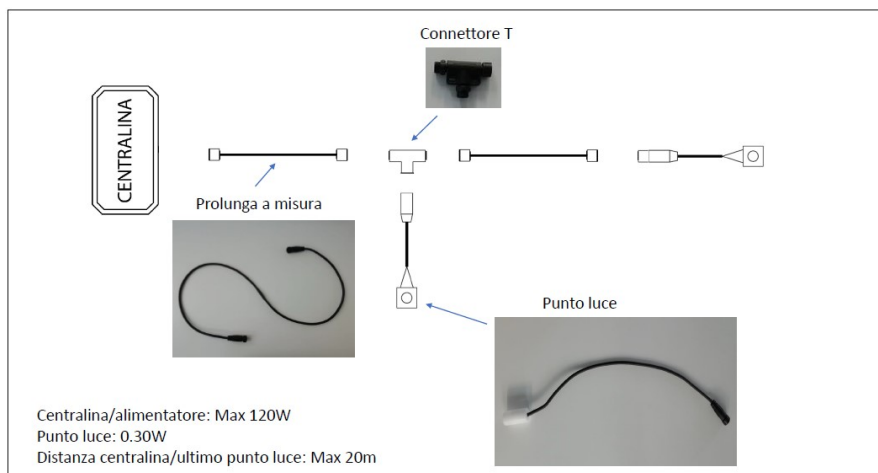 Connettore T
CENTRALINA
Prolunga a misura
Punto luce
Centralina/alimentatore: Max 120W
Punto luce: 0.30W
Distanza centralina/ultimo punto luce: Max 20m